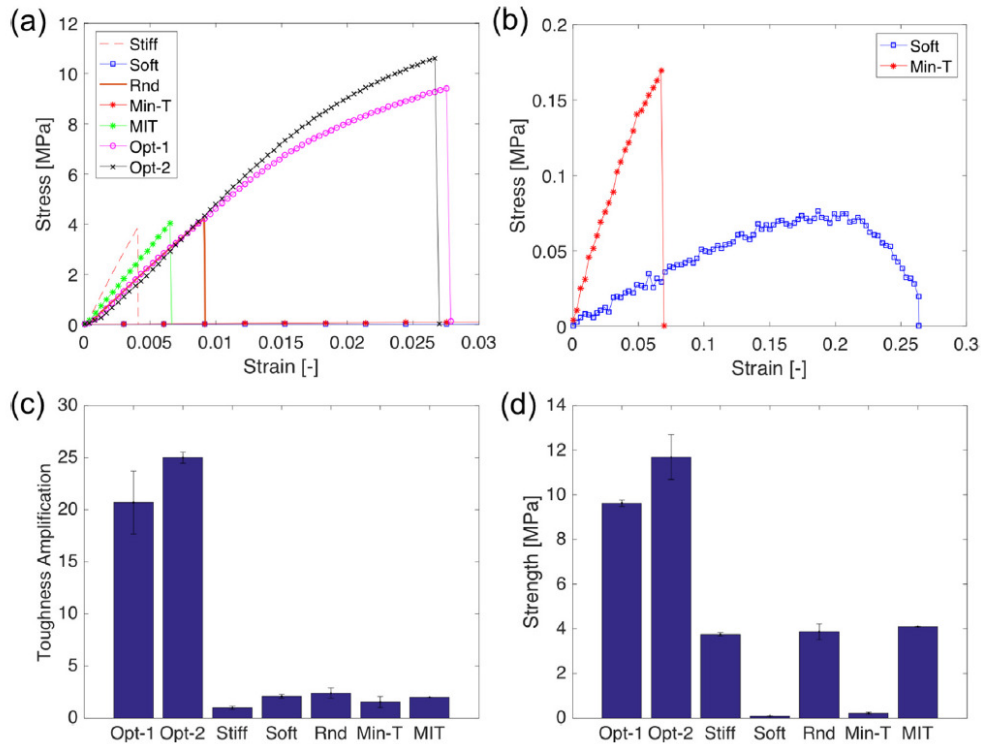 (a)
12
10
8
6
4
2
0
Stress [MPa]
Stiff
Soft
Rnd
Min-T
MIT
Opt-1
Opt-2
0 0.005 0.01 0.015 0.02 0.025 0.03
Strain [-]
(b)
0.2
0.15
0.1
0.05
0
Stress [MPa]
Soft
Min-T
0 0.05 0.1 0.15 0.2 0.25 0.3
Strain [-]
(c)
30
25
20
15
10
5
0
Toughness Amplification
Opt-1 Opt-2 Stiff Soft Rnd Min-T MIT
(d)
14
12
10
8
6
4
2
0
Strength [MPa]
Opt-1 Opt-2 Stiff Soft Rnd Min-T MIT